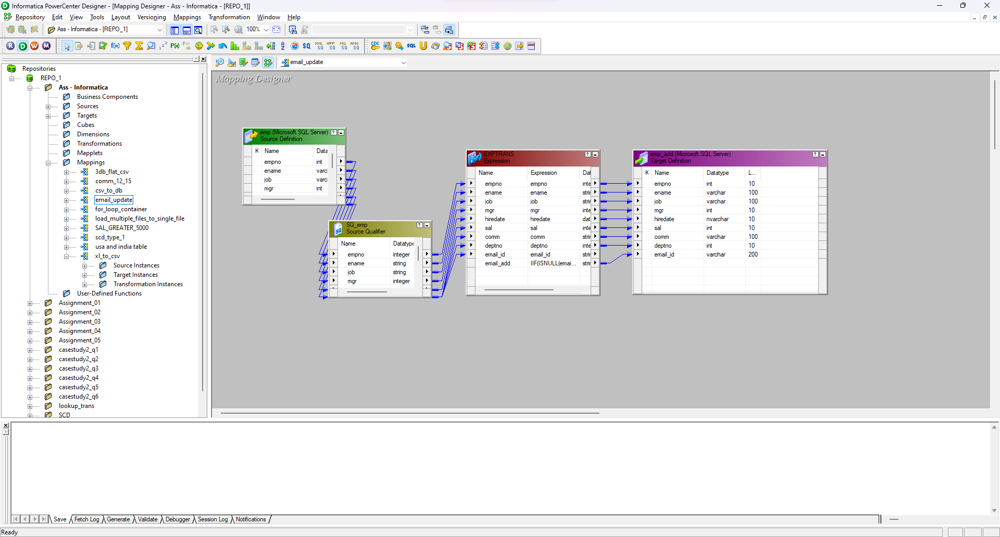 Informatica PowerCenter Designer - [Mapping Designer - Ass - Informatica - [REPO_1]]
Repository Edit View Tools Layout Versioning Mappings Transformation Window Help
Ass - Informatica - [REPO_1]
100%
email_update
Mapping Designer
Repositories
REPO_1
Ass - Informatica
Business Components
Sources
Targets
Cubes
Dimensions
Transformations
Mapplets
Mappings
3db_flat_csv
comm_12_15
csv_to_db
email_update
for_loop_container
load_multiple_files_to_single_file
SAL_GREATER_5000
scd_type_1
usa and india table
xl_to_csv
Source Instances
Target Instances
Transformation Instances
User-Defined Functions
Assignment_01
Assignment_02
Assignment_03
Assignment_04
Assignment_05
casestudy2_q1
casestudy2_q2
casestudy2_q3
casestudy2_q4
casestudy2_q5
casestudy2_q6
lookup_trans
SCD
emp (Microsoft SQL Server)
Source Definition
K Name Data
empno int
ename varc
job varc
mgr int
SQ_emp
Source Qualifier
Name Datatype
empno integer
ename string
job string
mgr integer
EXPTRANS
Expression
Name Expression Dat
empno empno inte
ename ename strir
job job strir
mgr mgr inte
hiredate hiredate dat
sal sal inte
comm comm strir
deptno deptno inte
email_id email_id strir
email_add IIF(ISNULL(emai... strir
emp_add (Microsoft SQL Server)
Target Definition
K Name Datatype L...
empno int 10
ename varchar 100
job varchar 100
mgr int 10
hiredate nvarchar 10
sal int 10
comm varchar 100
deptno int 10
email_id varchar 200
Save Fetch Log Generate Validate Debugger Session Log Notifications
Ready